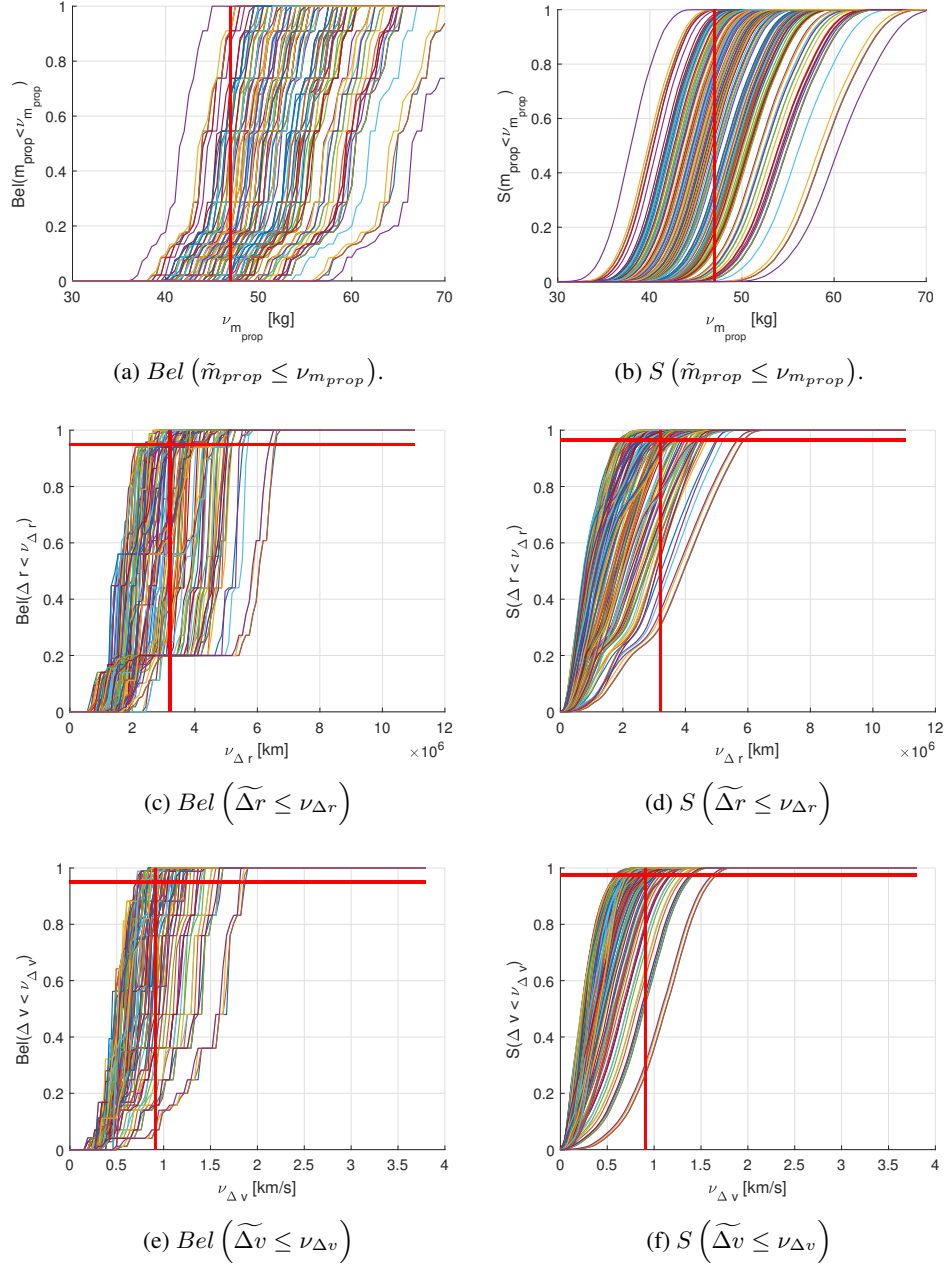 1
0.8
0.6
0.4
0.2
0
Bel(m_prop<ν_m_prop)
30 40 50 60 70
ν_m_prop [kg]
(a) Bel (m̃_prop ≤ ν_m_prop).
1
0.8
0.6
0.4
0.2
0
S(m_prop<ν_m_prop)
30 40 50 60 70
ν_m_prop [kg]
(b) S (m̃_prop ≤ ν_m_prop).
1
0.8
0.6
0.4
0.2
0
Bel(Δ r < ν_Δ r)
0 2 4 6 8 10 12
ν_Δ r [km]
×10^6
(c) Bel (Δ̃r ≤ ν_Δr)
1
0.8
0.6
0.4
0.2
0
S(Δ r < ν_Δ r)
0 2 4 6 8 10 12
ν_Δ r [km]
×10^6
(d) S (Δ̃r ≤ ν_Δr)
1
0.8
0.6
0.4
0.2
0
Bel(Δ v < ν_Δ v)
0 0.5 1 1.5 2 2.5 3 3.5 4
ν_Δ v [km/s]
(e) Bel (Δ̃v ≤ ν_Δv)
1
0.8
0.6
0.4
0.2
0
S(Δ v < ν_Δ v)
0 0.5 1 1.5 2 2.5 3 3.5 4
ν_Δ v [km/s]
(f) S (Δ̃v ≤ ν_Δv)